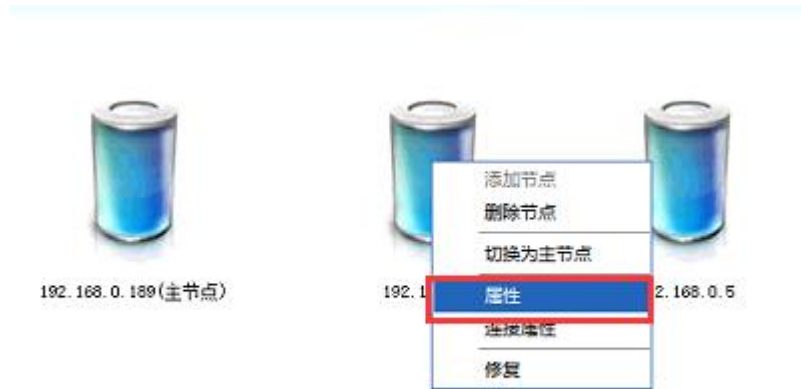 添加节点
删除节点
切换为主节点
192.168.0.189(主节点)
192.1
属性
2.168.0.5
连接属性
修复